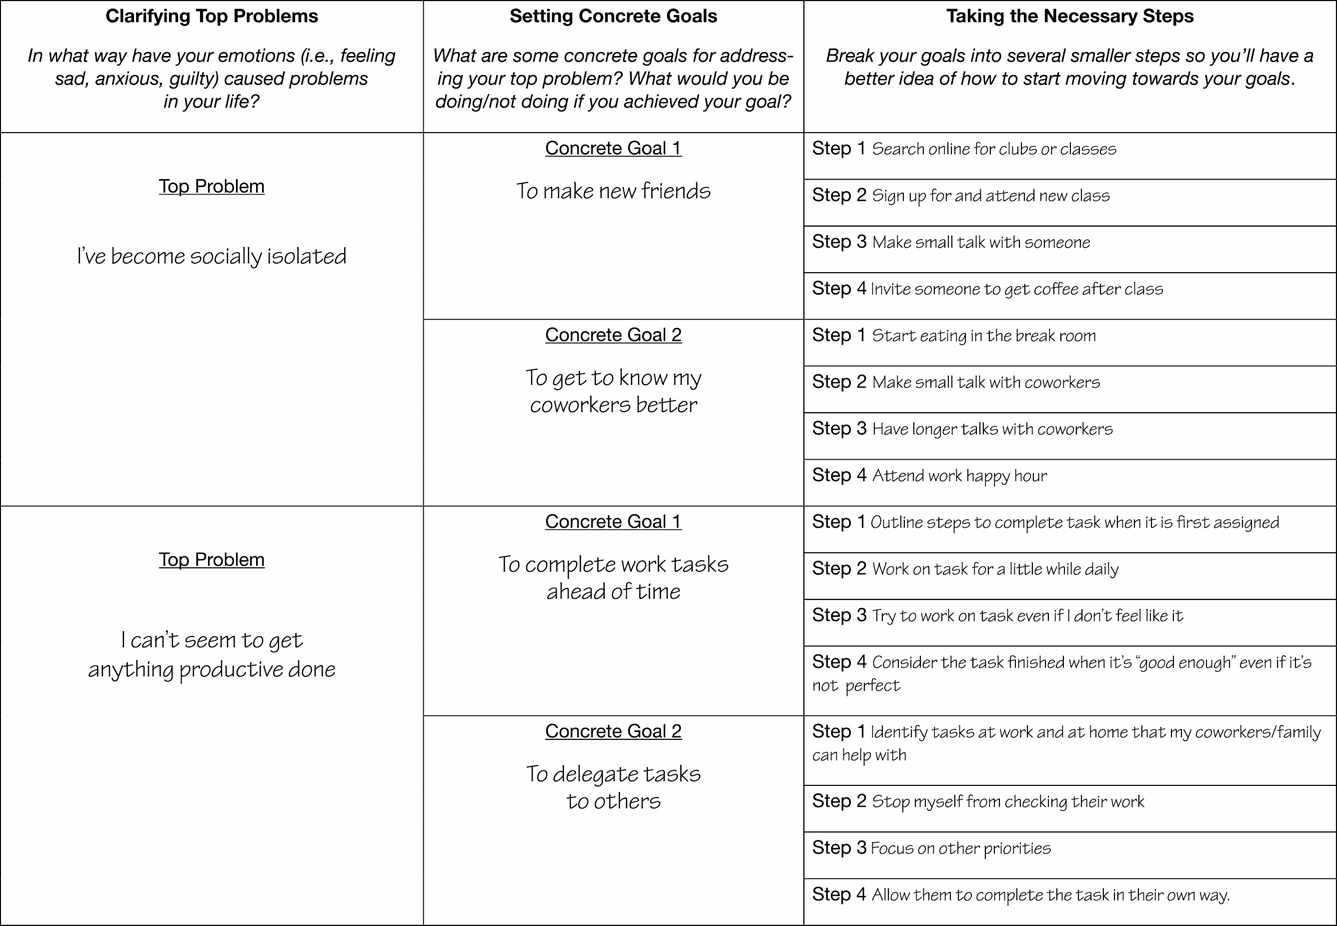 Clarifying Top Problems
In what way have your emotions (i.e., feeling
sad, anxious, guilty) caused problems
in your life?
Setting Concrete Goals
What are some concrete goals for address-
ing your top problem? What would you be
doing/not doing if you achieved your goal?
Taking the Necessary Steps
Break your goals into several smaller steps so you'll have a
better idea of how to start moving towards your goals.
Top Problem
I've become socially isolated
Concrete Goal 1
To make new friends
Step 1 Search online for clubs or classes
Step 2 Sign up for and attend new class
Step 3 Make small talk with someone
Step 4 Invite someone to get coffee after class
Concrete Goal 2
To get to know my
coworkers better
Step 1 Start eating in the break room
Step 2 Make small talk with coworkers
Step 3 Have longer talks with coworkers
Step 4 Attend work happy hour
Top Problem
I can't seem to get
anything productive done
Concrete Goal 1
To complete work tasks
ahead of time
Step 1 Outline steps to complete task when it is first assigned
Step 2 Work on task for a little while daily
Step 3 Try to work on task even if I don't feel like it
Step 4 Consider the task finished when it's "good enough" even if it's
not perfect
Concrete Goal 2
To delegate tasks
to others
Step 1 Identify tasks at work and at home that my coworkers/family
can help with
Step 2 Stop myself from checking their work
Step 3 Focus on other priorities
Step 4 Allow them to complete the task in their own way.